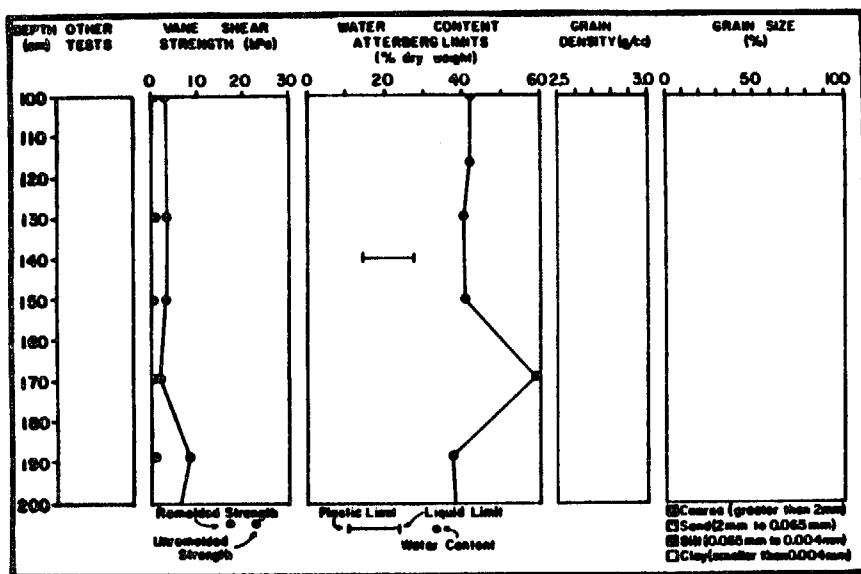 DEPTH OTHER VANE SHEAR WATER CONTENT GRAIN GRAIN SIZE
(cm) TESTS STRENGTH (kPa) ATTERBERG LIMITS DENSITY (g/cc) (%)
(% dry weight)
0 10 20 30 0 20 40 60 2.5 3.0 0 50 100
100
110
120
130
140
150
160
170
180
190
200
Remolded Strength
Unremolded
Strength
Plastic Limit Liquid Limit
Water Content
Coarse (greater than 2mm)
Sand (2mm to 0.065mm)
Silt (0.065mm to 0.004mm)
Clay (smaller than 0.004mm)